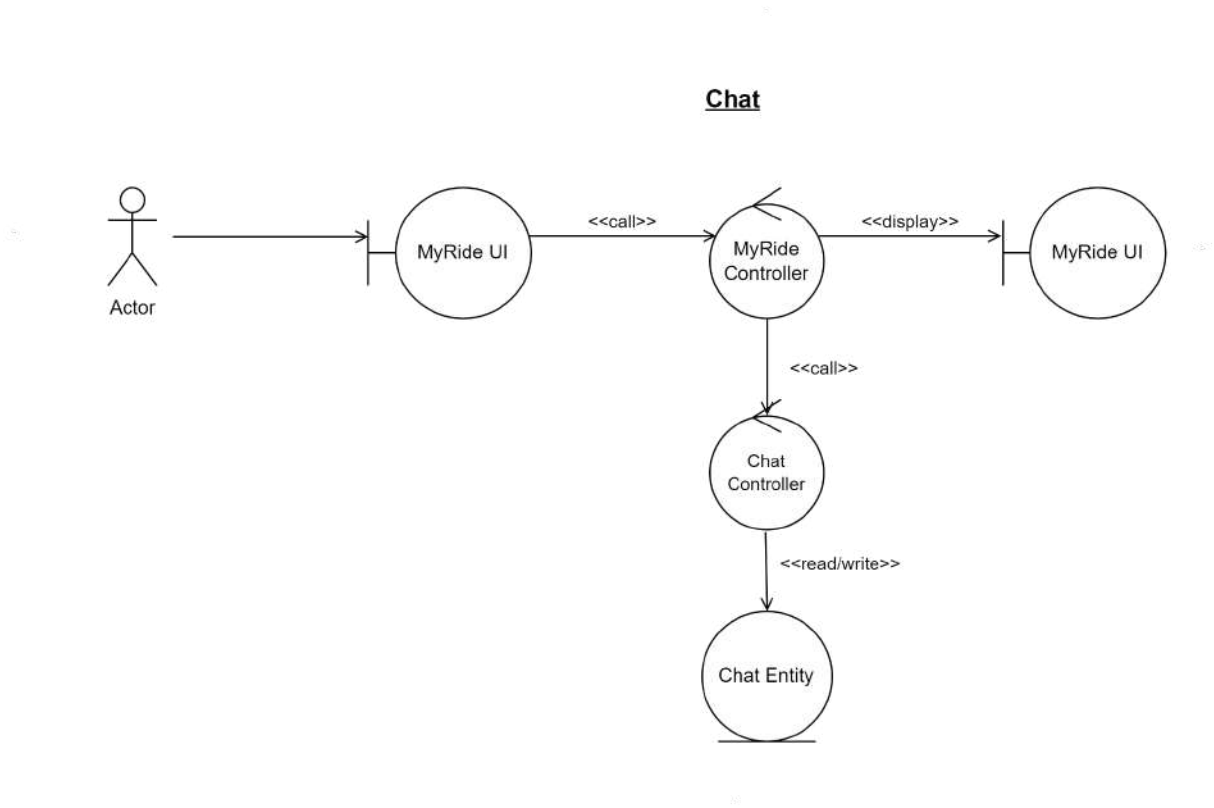 Chat
<<call>>
<<display>>
MyRide UI
MyRide
Controller
MyRide UI
Actor
<<call>>
Chat
Controller
<<read/write>>
Chat Entity